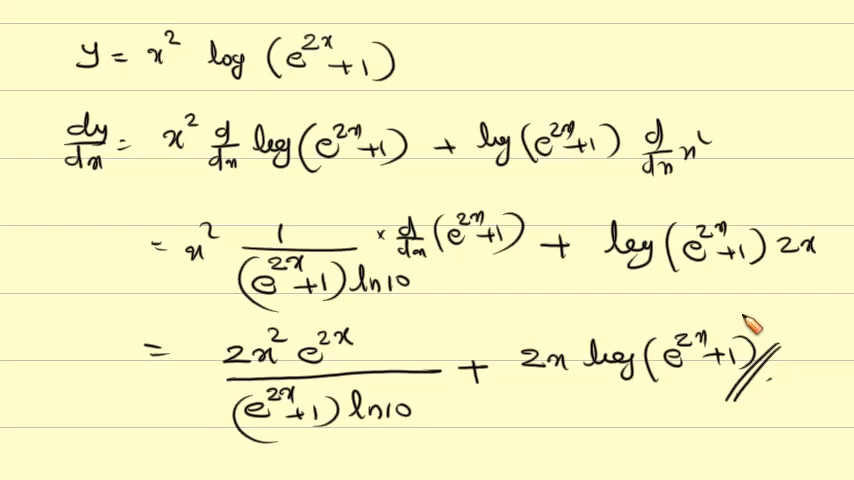 y = x² log (e^{2x} + 1)
dy/dx = x² d/dx log(e^{2x} + 1) + log(e^{2x} + 1) d/dx x²
= x² 1/((e^{2x} + 1) ln10) × d/dx (e^{2x} + 1) + log(e^{2x} + 1) 2x
= 2x² e^{2x}/((e^{2x} + 1) ln10) + 2x log(e^{2x} + 1)